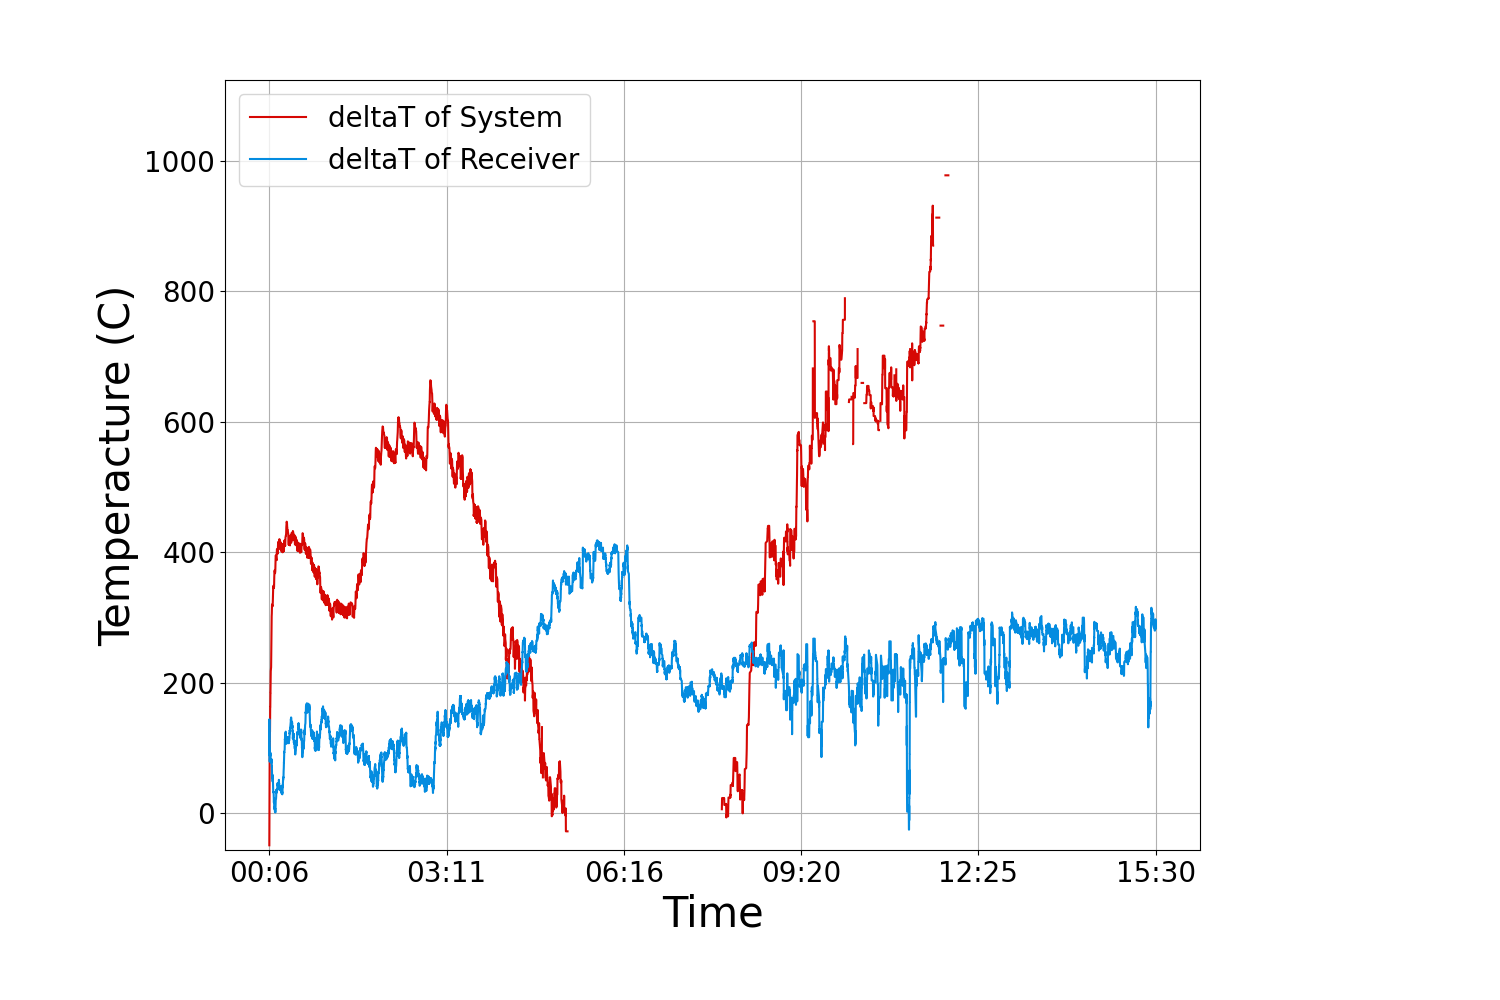 deltaT of System
deltaT of Receiver
1000
800
600
400
200
0
Temperacture (C)
00:06 03:11 06:16 09:20 12:25 15:30
Time